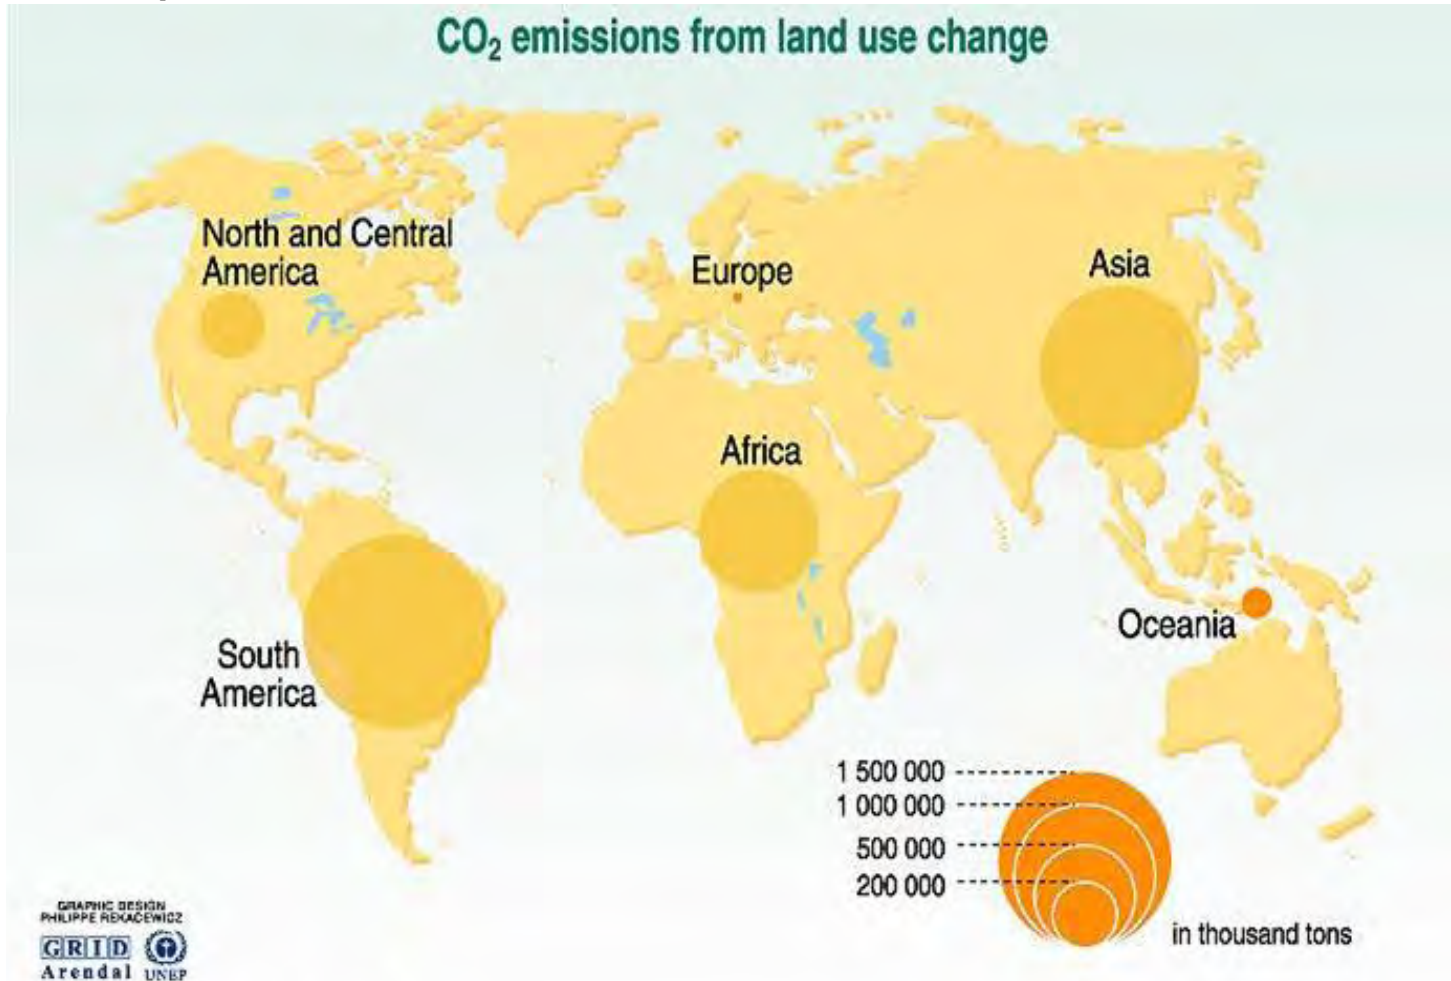 CO₂ emissions from land use change
North and Central
America
Europe
Asia
Africa
South
America
Oceania
1 500 000
1 000 000
500 000
200 000
in thousand tons
GRAPHIC DESIGN
PHILIPPE REKACEWICZ
GRID
Arendal
UNEP